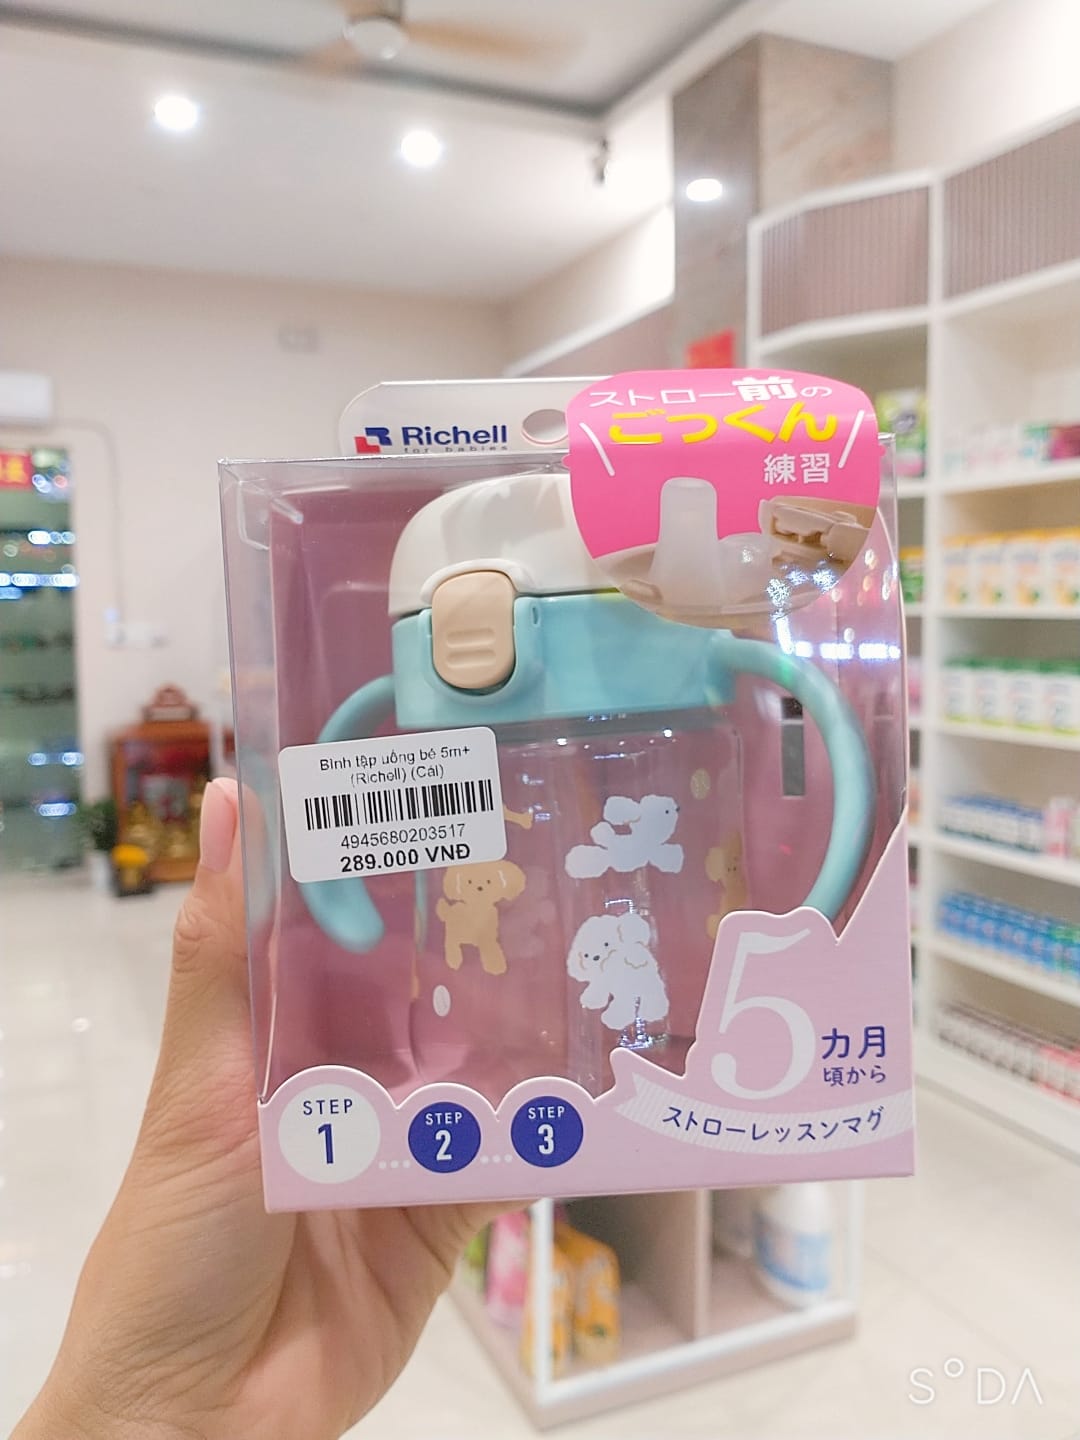 Richell
for babies
ストロー前の
ごっくん
練習
Bình tập uống bé 5m+
(Richell) (Cái)
4945680203517
289.000 VNĐ
5カ月
頃から
ストローレッスンマグ
STEP
1
STEP
2
STEP
3
SODA